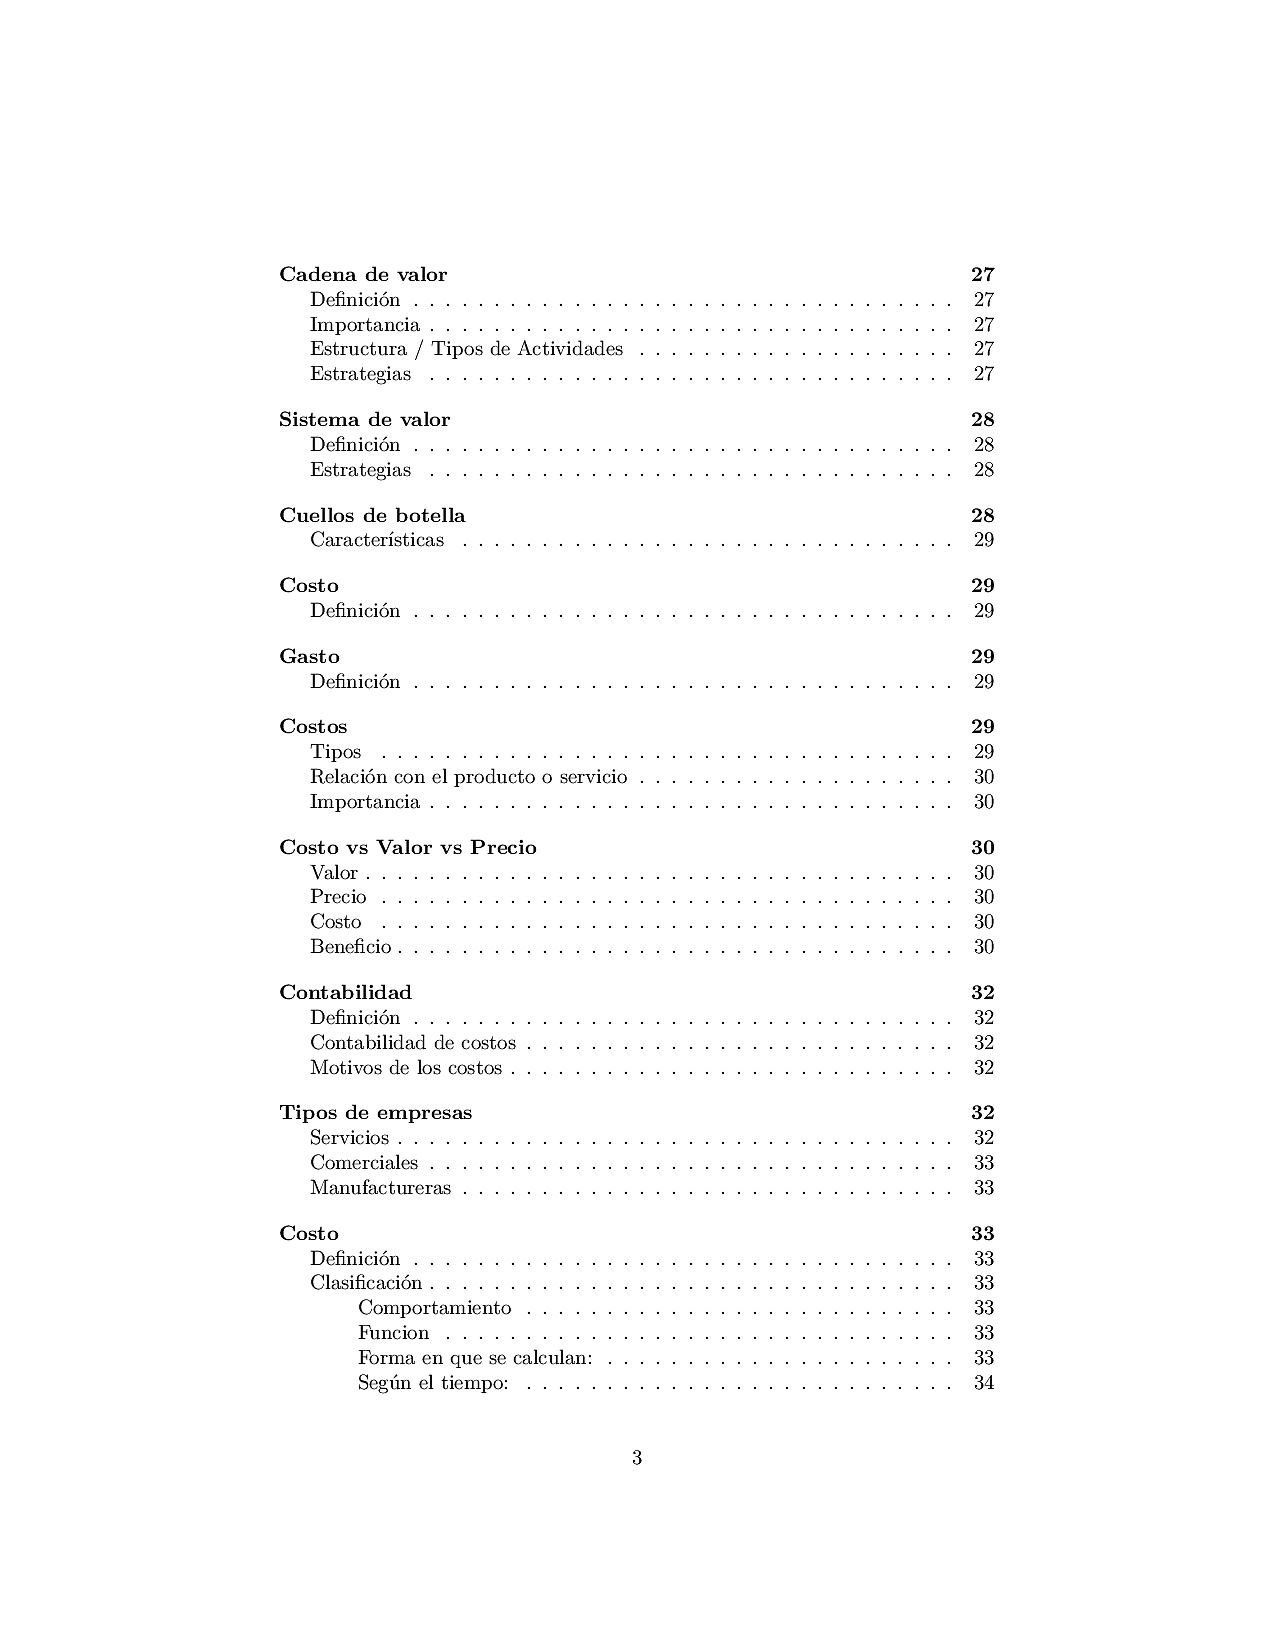 Cadena de valor 27
Definición . . . . . . . . . . . . . . . . . . . . . . . . . . . . . . . . . . 27
Importancia . . . . . . . . . . . . . . . . . . . . . . . . . . . . . . . . . 27
Estructura / Tipos de Actividades . . . . . . . . . . . . . . . . . . . . 27
Estrategias . . . . . . . . . . . . . . . . . . . . . . . . . . . . . . . . . 27
Sistema de valor 28
Definición . . . . . . . . . . . . . . . . . . . . . . . . . . . . . . . . . . 28
Estrategias . . . . . . . . . . . . . . . . . . . . . . . . . . . . . . . . . 28
Cuellos de botella 28
Características . . . . . . . . . . . . . . . . . . . . . . . . . . . . . . . 29
Costo 29
Definición . . . . . . . . . . . . . . . . . . . . . . . . . . . . . . . . . . 29
Gasto 29
Definición . . . . . . . . . . . . . . . . . . . . . . . . . . . . . . . . . . 29
Costos 29
Tipos . . . . . . . . . . . . . . . . . . . . . . . . . . . . . . . . . . . . 29
Relación con el producto o servicio . . . . . . . . . . . . . . . . . . . . 30
Importancia . . . . . . . . . . . . . . . . . . . . . . . . . . . . . . . . . 30
Costo vs Valor vs Precio 30
Valor . . . . . . . . . . . . . . . . . . . . . . . . . . . . . . . . . . . . . 30
Precio . . . . . . . . . . . . . . . . . . . . . . . . . . . . . . . . . . . . 30
Costo . . . . . . . . . . . . . . . . . . . . . . . . . . . . . . . . . . . . 30
Beneficio . . . . . . . . . . . . . . . . . . . . . . . . . . . . . . . . . . . 30
Contabilidad 32
Definición . . . . . . . . . . . . . . . . . . . . . . . . . . . . . . . . . . 32
Contabilidad de costos . . . . . . . . . . . . . . . . . . . . . . . . . . . 32
Motivos de los costos . . . . . . . . . . . . . . . . . . . . . . . . . . . . 32
Tipos de empresas 32
Servicios . . . . . . . . . . . . . . . . . . . . . . . . . . . . . . . . . . . 32
Comerciales . . . . . . . . . . . . . . . . . . . . . . . . . . . . . . . . . 33
Manufactureras . . . . . . . . . . . . . . . . . . . . . . . . . . . . . . . 33
Costo 33
Definición . . . . . . . . . . . . . . . . . . . . . . . . . . . . . . . . . . 33
Clasificación . . . . . . . . . . . . . . . . . . . . . . . . . . . . . . . . . 33
Comportamiento . . . . . . . . . . . . . . . . . . . . . . . . . . . 33
Funcion . . . . . . . . . . . . . . . . . . . . . . . . . . . . . . . . 33
Forma en que se calculan: . . . . . . . . . . . . . . . . . . . . . . 33
Según el tiempo: . . . . . . . . . . . . . . . . . . . . . . . . . . . 34
3